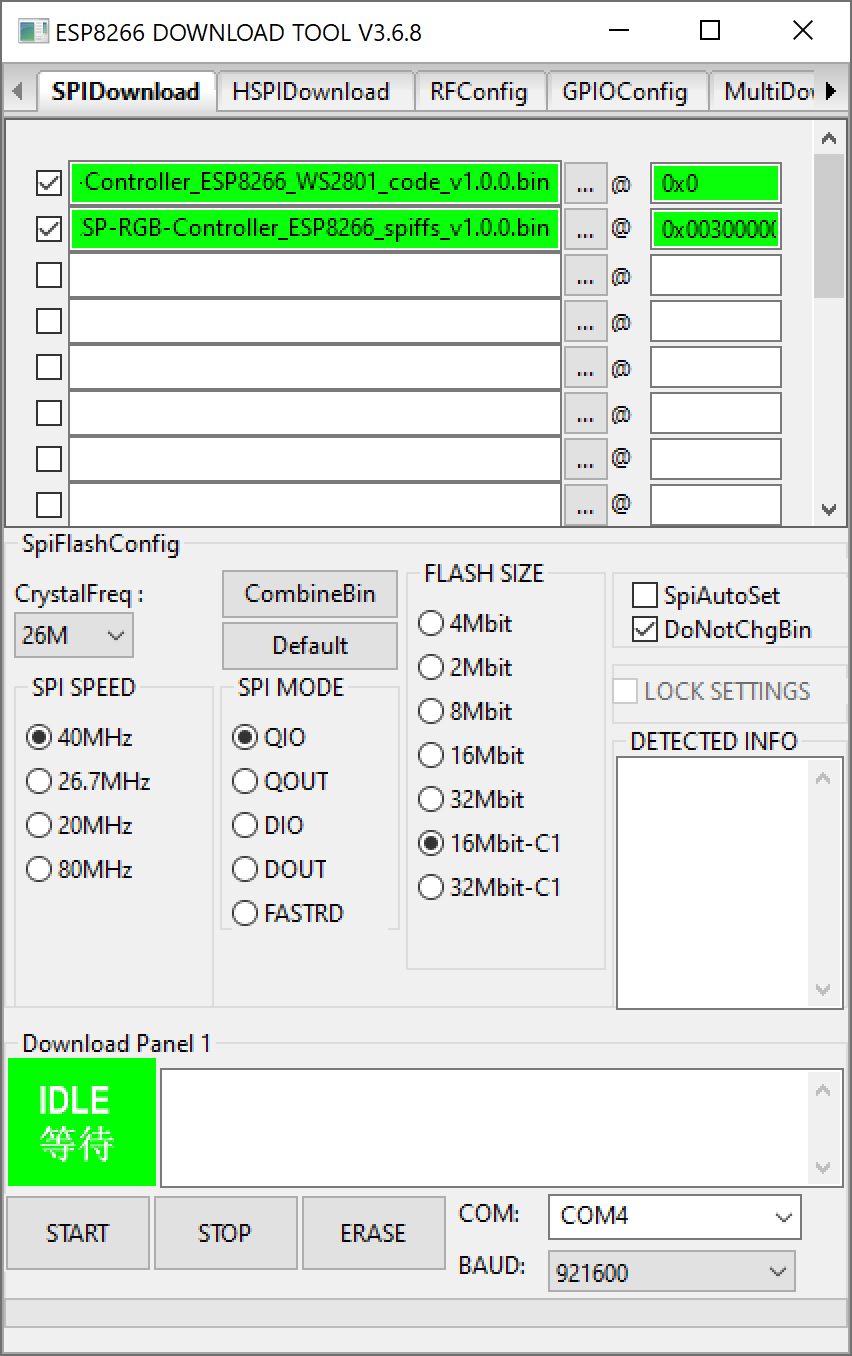 ESP8266 DOWNLOAD TOOL V3.6.8
SPIDownload HSPIDownload RFConfig GPIOConfig MultiDov
-Controller_ESP8266_WS2801_code_v1.0.0.bin ... @ 0x0
SP-RGB-Controller_ESP8266_spiffs_v1.0.0.bin ... @ 0x00300000
... @
... @
... @
... @
... @
... @
SpiFlashConfig
CrystalFreq :
26M
CombineBin
Default
SPI SPEED
40MHz
26.7MHz
20MHz
80MHz
SPI MODE
QIO
QOUT
DIO
DOUT
FASTRD
FLASH SIZE
4Mbit
2Mbit
8Mbit
16Mbit
32Mbit
16Mbit-C1
32Mbit-C1
SpiAutoSet
DoNotChgBin
LOCK SETTINGS
DETECTED INFO
Download Panel 1
IDLE
等待
START STOP ERASE
COM: COM4
BAUD: 921600